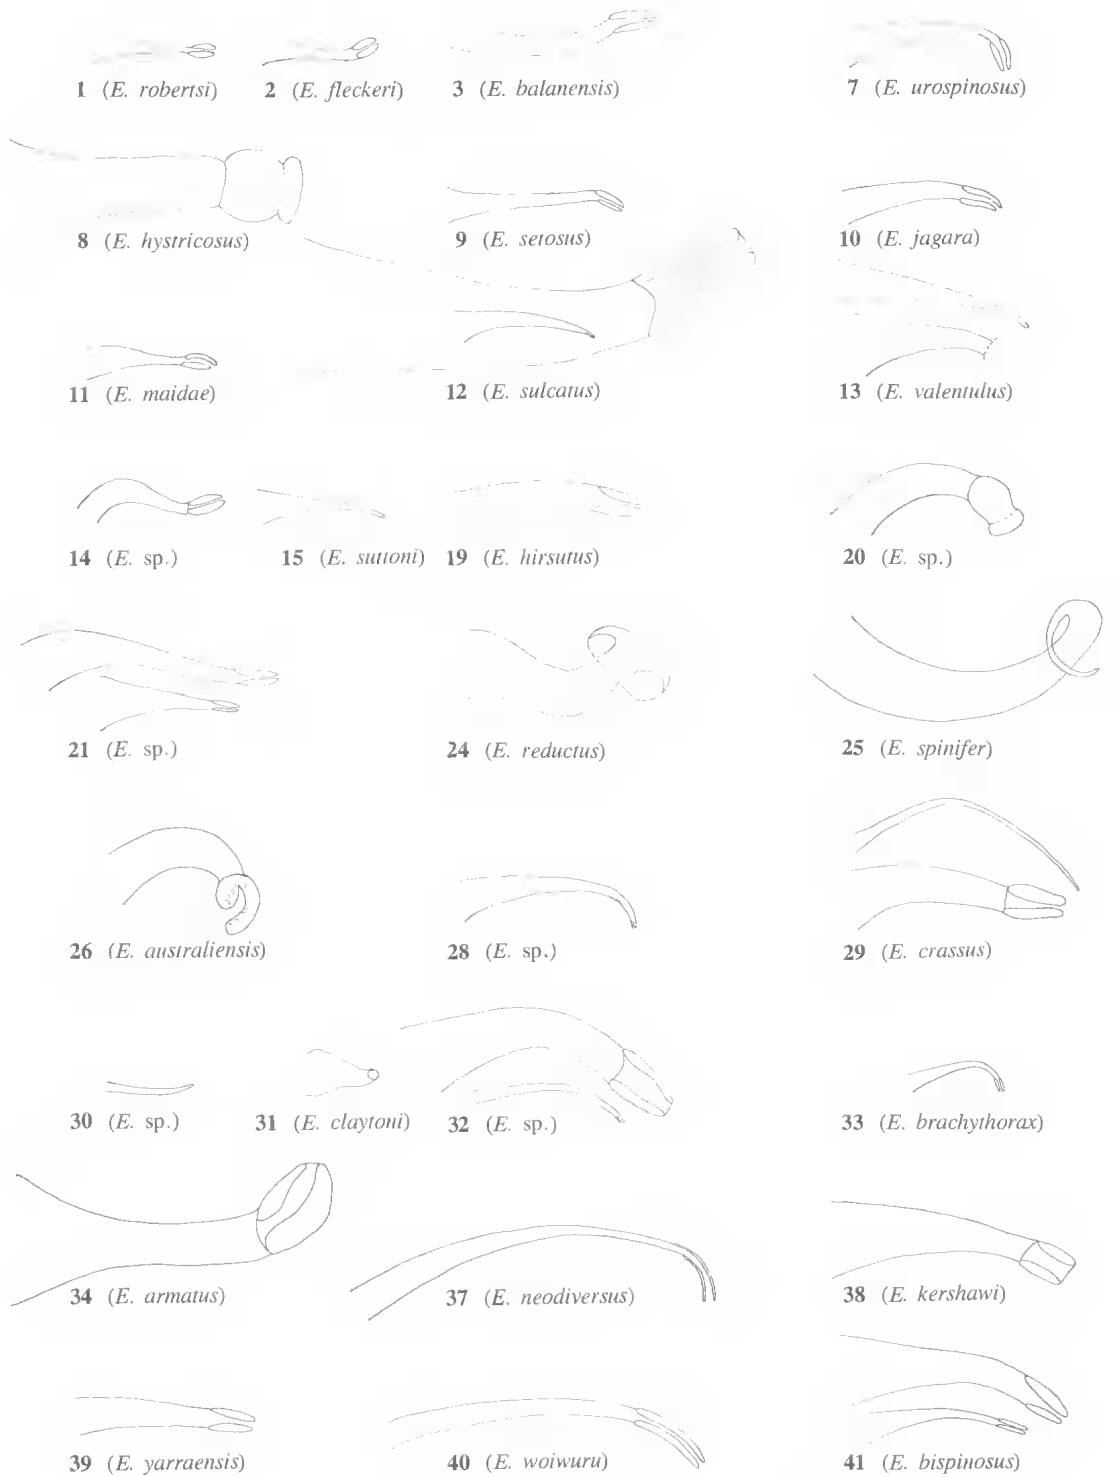 1 (E. robertsi) 2 (E. fleckeri) 3 (E. balanensis) 7 (E. urospinosus)
8 (E. hystricosus) 9 (E. setosus) 10 (E. jagara)
11 (E. maidae) 12 (E. sulcatus) 13 (E. valentulus)
14 (E. sp.) 15 (E. suttoni) 19 (E. hirsutus) 20 (E. sp.)
21 (E. sp.) 24 (E. reductus) 25 (E. spinifer)
26 (E. australiensis) 28 (E. sp.) 29 (E. crassus)
30 (E. sp.) 31 (E. claytoni) 32 (E. sp.) 33 (E. brachythorax)
34 (E. armatus) 37 (E. neodiversus) 38 (E. kershawi)
39 (E. yarraensis) 40 (E. woiwuru) 41 (E. bispinosus)